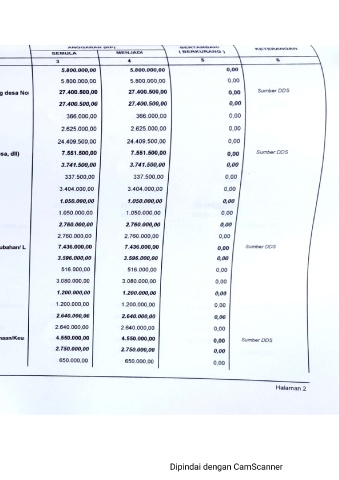 ANGGARAN (RP) BERTAMBAH/
SEMULA MENJADI ( BERKURANG ) KETERANGAN
3 4 5 6
5.800.000,00 5.800.000,00 0,00
5.800.000,00 5.800.000,00 0,00
g desa No 27.400.500,00 27.400.500,00 0,00 Sumber DDS
27.400.500,00 27.400.500,00 0,00
366.000,00 366.000,00 0,00
2.625.000,00 2.625.000,00 0,00
24.409.500,00 24.409.500,00 0,00
sa, dll) 7.551.500,00 7.551.500,00 0,00 Sumber DDS
3.741.500,00 3.741.500,00 0,00
337.500,00 337.500,00 0,00
3.404.000,00 3.404.000,00 0,00
1.050.000,00 1.050.000,00 0,00
1.050.000,00 1.050.000,00 0,00
2.760.000,00 2.760.000,00 0,00
2.760.000,00 2.760.000,00 0,00
ubahan/ L 7.436.000,00 7.436.000,00 0,00 Sumber DDS
3.596.000,00 3.596.000,00 0,00
516.000,00 516.000,00 0,00
3.080.000,00 3.080.000,00 0,00
1.200.000,00 1.200.000,00 0,00
1.200.000,00 1.200.000,00 0,00
2.640.000,00 2.640.000,00 0,00
2.640.000,00 2.640.000,00 0,00
naan/Keu 4.550.000,00 4.550.000,00 0,00 Sumber DDS
2.750.000,00 2.750.000,00 0,00
650.000,00 650.000,00 0,00
Halaman 2
Dipindai dengan CamScanner